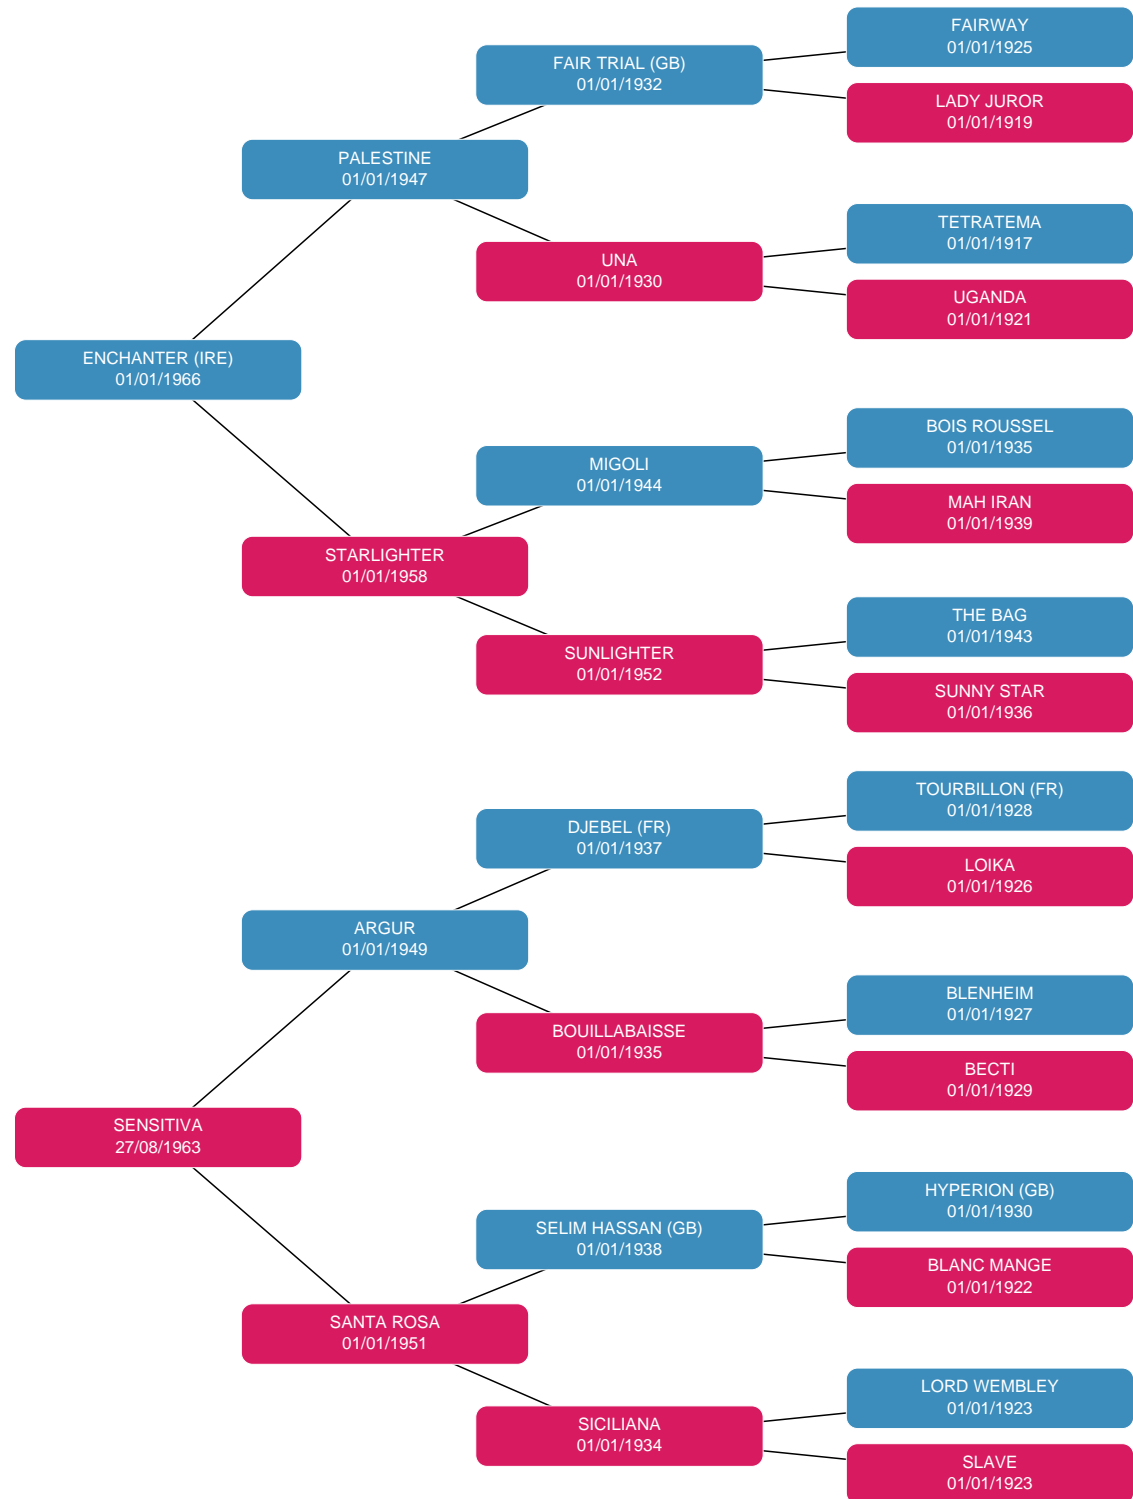 FAIRWAY
01/01/1925
FAIR TRIAL (GB)
01/01/1932
LADY JUROR
01/01/1919
PALESTINE
01/01/1947
TETRATEMA
01/01/1917
UNA
01/01/1930
UGANDA
01/01/1921
ENCHANTER (IRE)
01/01/1966
BOIS ROUSSEL
01/01/1935
MIGOLI
01/01/1944
MAH IRAN
01/01/1939
STARLIGHTER
01/01/1958
THE BAG
01/01/1943
SUNLIGHTER
01/01/1952
SUNNY STAR
01/01/1936
TOURBILLON (FR)
01/01/1928
DJEBEL (FR)
01/01/1937
LOIKA
01/01/1926
ARGUR
01/01/1949
BLENHEIM
01/01/1927
BOUILLABAISSE
01/01/1935
BECTI
01/01/1929
SENSITIVA
27/08/1963
HYPERION (GB)
01/01/1930
SELIM HASSAN (GB)
01/01/1938
BLANC MANGE
01/01/1922
SANTA ROSA
01/01/1951
LORD WEMBLEY
01/01/1923
SICILIANA
01/01/1934
SLAVE
01/01/1923